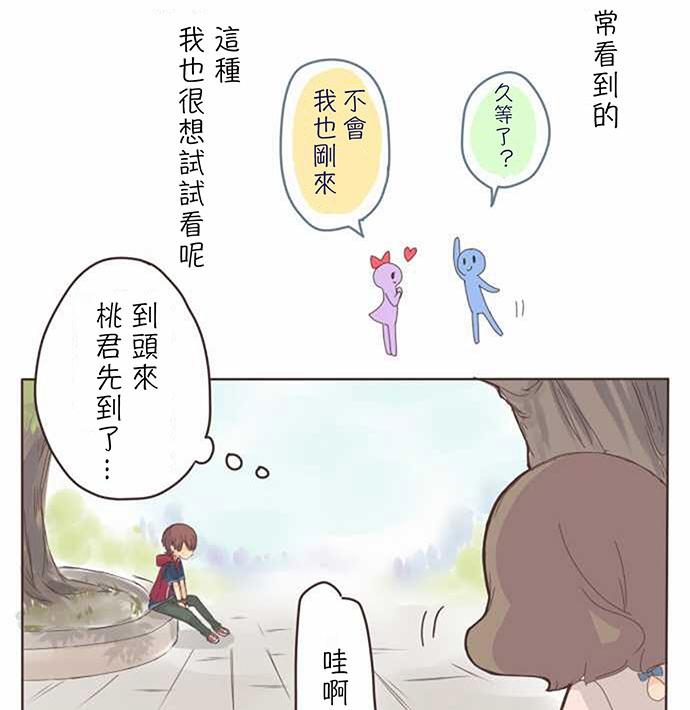 常看到的
久等了？
不會
我也剛來
這種
我也很想試試看呢
到頭來
桃君先到了…
哇啊